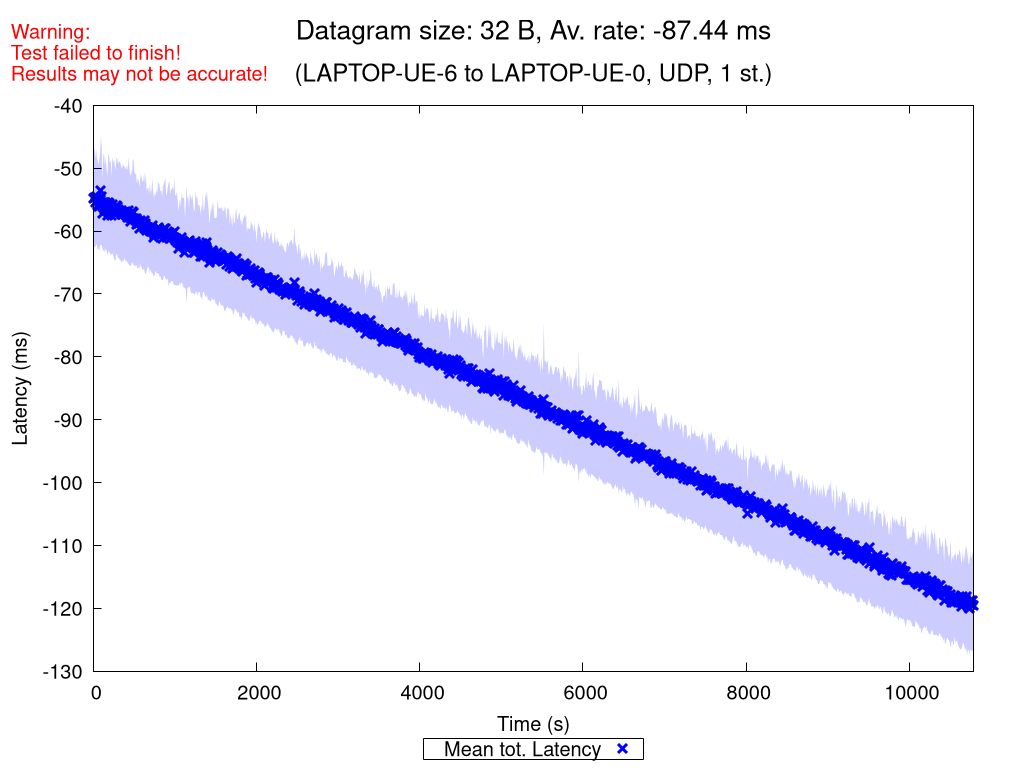 Warning:
Test failed to finish!
Results may not be accurate!
Datagram size: 32 B, Av. rate: -87.44 ms
(LAPTOP-UE-6 to LAPTOP-UE-0, UDP, 1 st.)
-40
-50
-60
-70
-80
-90
-100
-110
-120
-130
Latency (ms)
0 2000 4000 6000 8000 10000
Time (s)
Mean tot. Latency